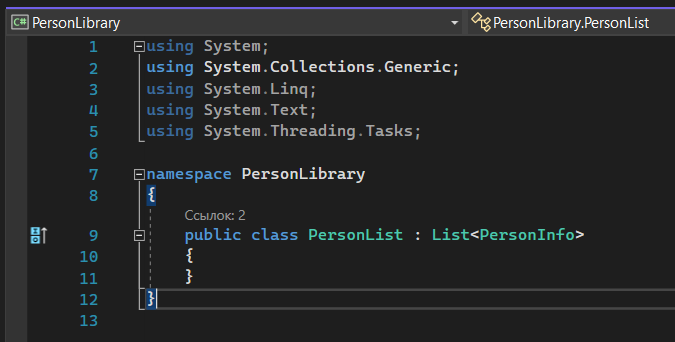 C# PersonLibrary
PersonLibrary.PersonList
1 using System;
2 using System.Collections.Generic;
3 using System.Linq;
4 using System.Text;
5 using System.Threading.Tasks;
6
7 namespace PersonLibrary
8 {
Ссылок: 2
9 public class PersonList : List<PersonInfo>
10 {
11 }
12 }
13